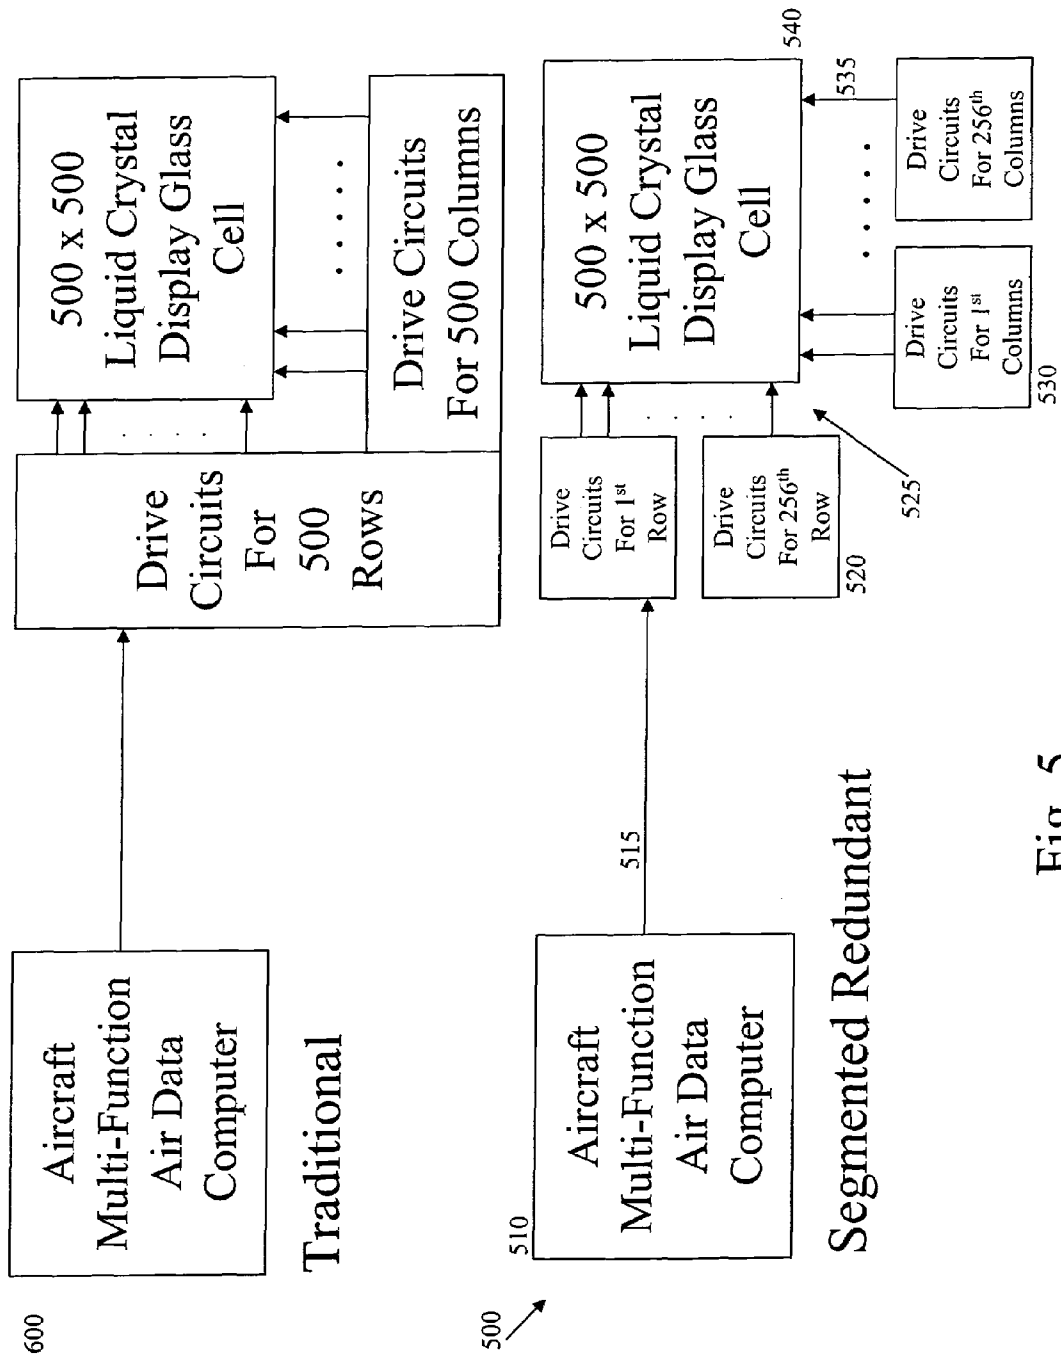 600
Aircraft
Multi-Function
Air Data
Computer
Drive
Circuits
For
500
Rows
500 x 500
Liquid Crystal
Display Glass
Cell
Drive Circuits
For 500 Columns
Traditional
500
510
Aircraft
Multi-Function
Air Data
Computer
515
Drive
Circuits
For 1st
Row
Drive
Circuits
For 256th
Row
520
525
500 x 500
Liquid Crystal
Display Glass
Cell
540
535
Drive
Circuits
For 1st
Columns
530
Drive
Circuits
For 256th
Columns
Segmented Redundant
Fig. 5